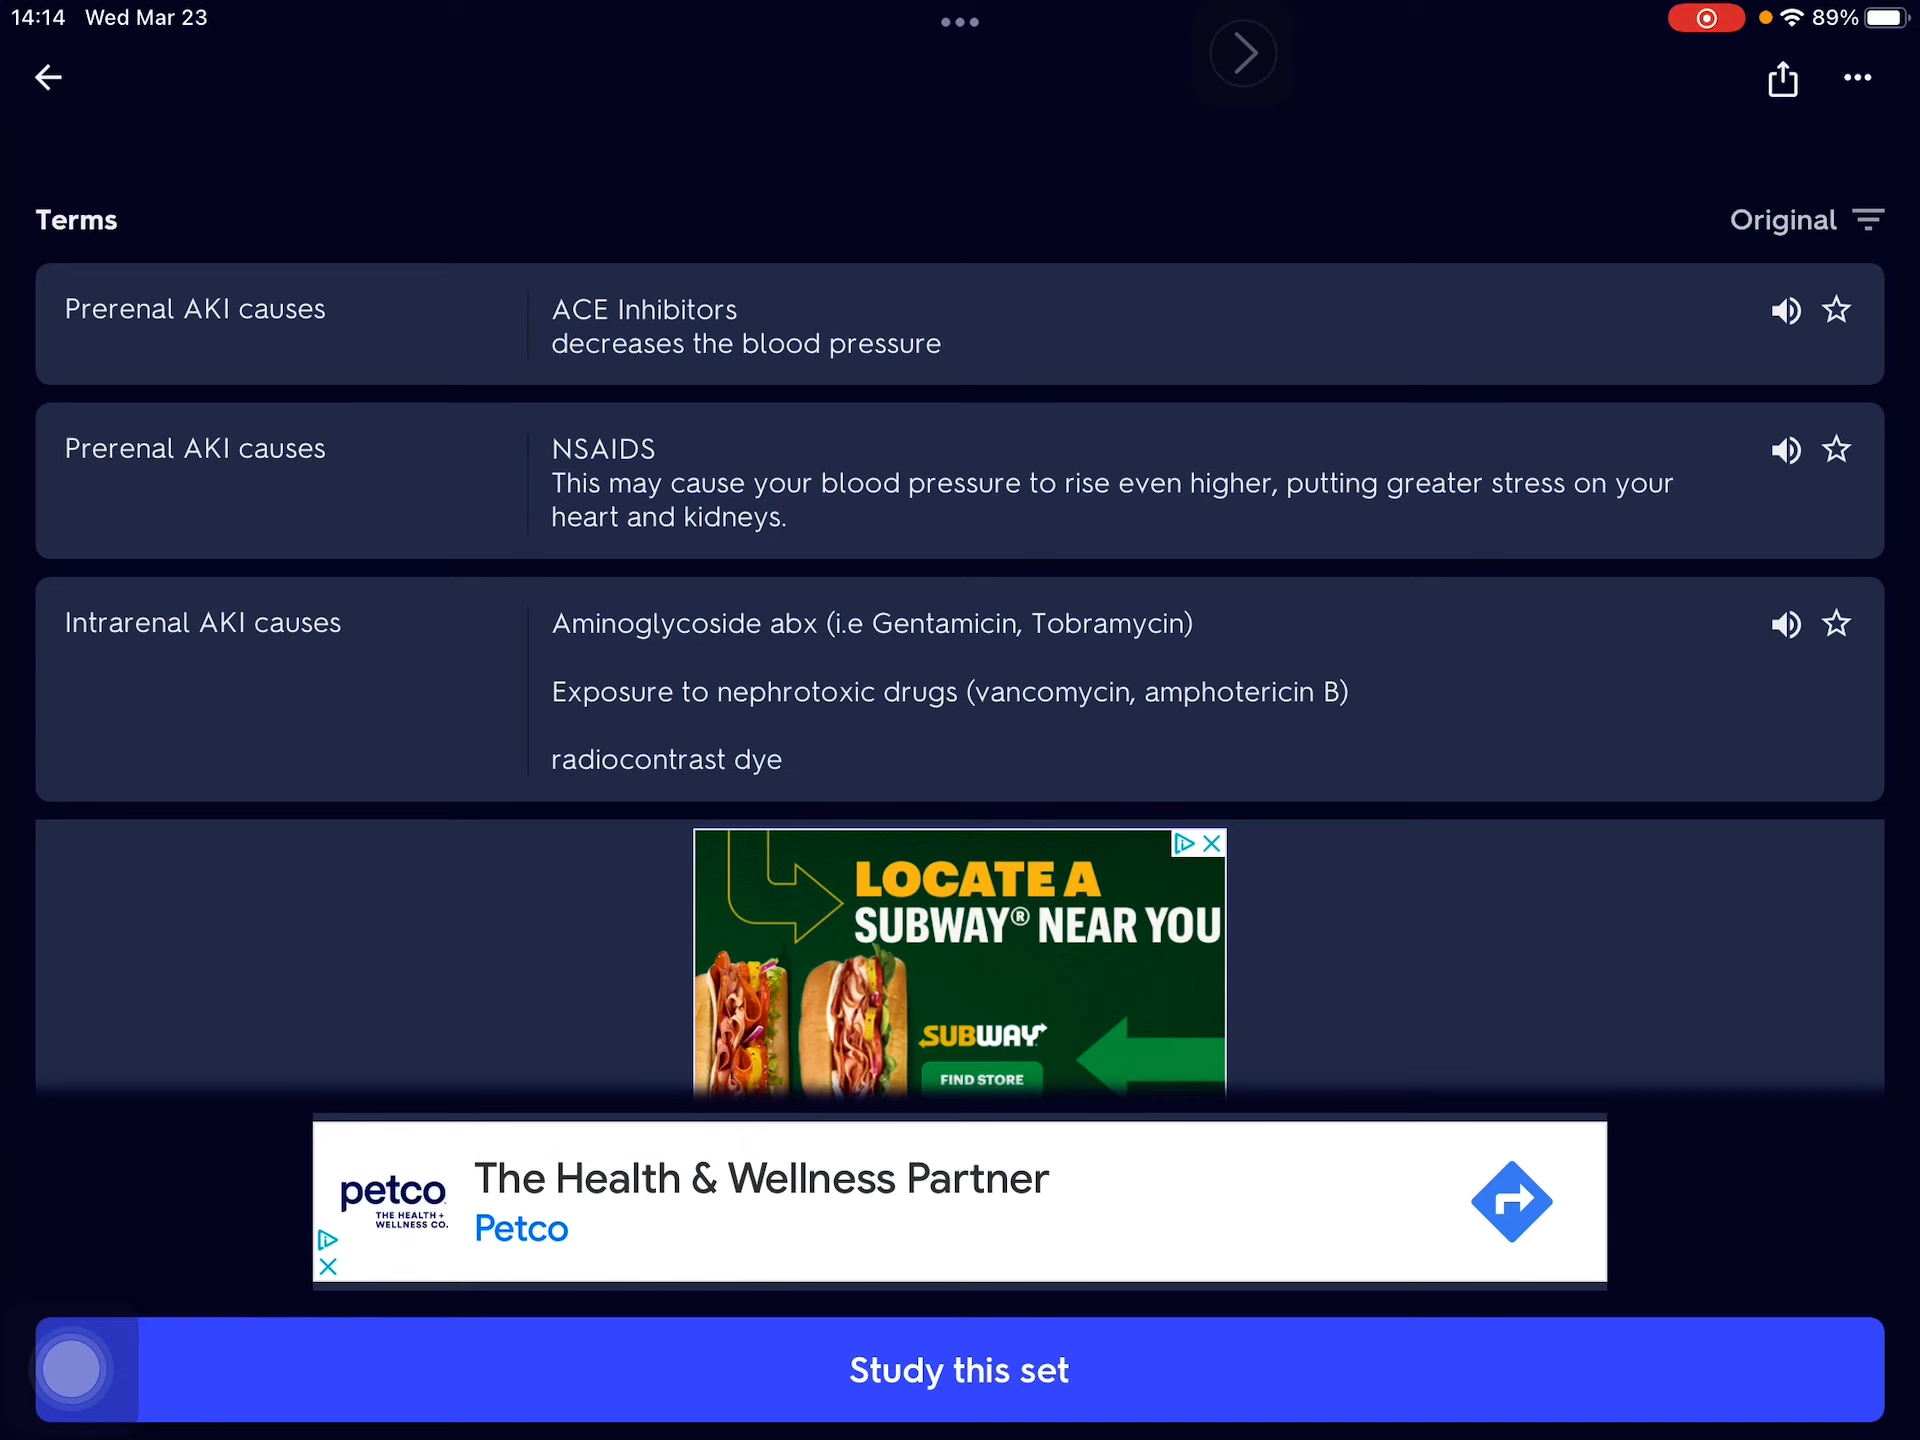 14:14 Wed Mar 23
89%
Terms
Original
Prerenal AKI causes
ACE Inhibitors
decreases the blood pressure
Prerenal AKI causes
NSAIDS
This may cause your blood pressure to rise even higher, putting greater stress on your
heart and kidneys.
Intrarenal AKI causes
Aminoglycoside abx (i.e Gentamicin, Tobramycin)
Exposure to nephrotoxic drugs (vancomycin, amphotericin B)
radiocontrast dye
LOCATE A
SUBWAY® NEAR YOU
SUBWAY
FIND STORE
petco
THE HEALTH +
WELLNESS CO.
The Health & Wellness Partner
Petco
Study this set